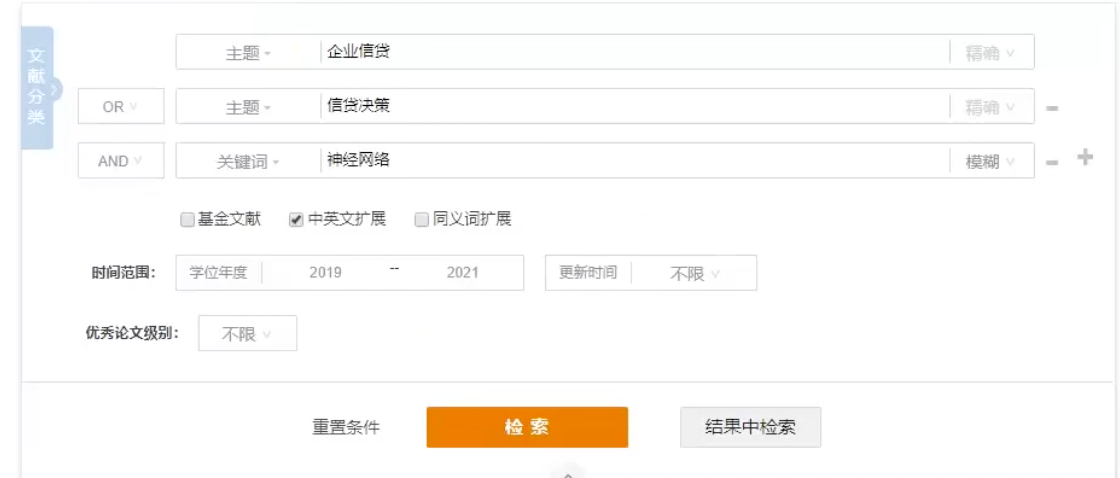 文献分类
主题 企业信贷 精确
OR 主题 信贷决策 精确
AND 关键词 神经网络 模糊
基金文献 中英文扩展 同义词扩展
时间范围: 学位年度 2019 -- 2021 更新时间 不限
优秀论文级别: 不限
重置条件 检索 结果中检索